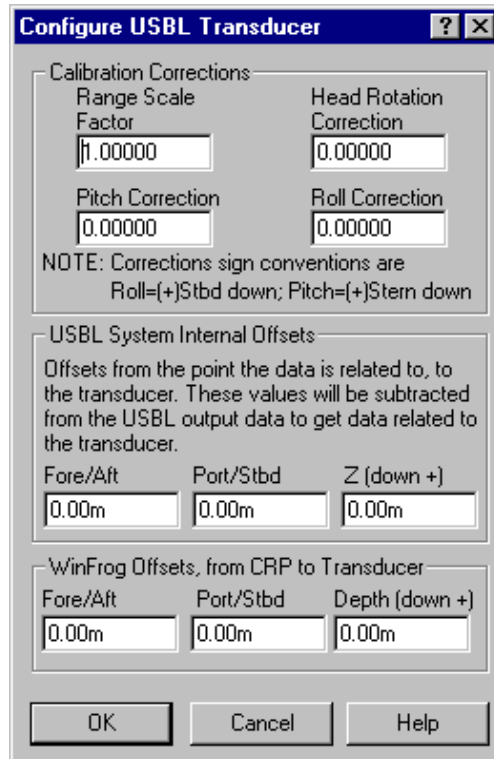 Configure USBL Transducer
Calibration Corrections
Range Scale Factor
Head Rotation Correction
1.00000
0.00000
Pitch Correction
Roll Correction
0.00000
0.00000
NOTE: Corrections sign conventions are
Roll=(+)Stbd down; Pitch=(+)Stern down
USBL System Internal Offsets
Offsets from the point the data is related to, to
the transducer. These values will be subtracted
from the USBL output data to get data related to
the transducer.
Fore/Aft
Port/Stbd
Z (down +)
0.00m
0.00m
0.00m
WinFrog Offsets, from CRP to Transducer
Fore/Aft
Port/Stbd
Depth (down +)
0.00m
0.00m
0.00m
OK
Cancel
Help